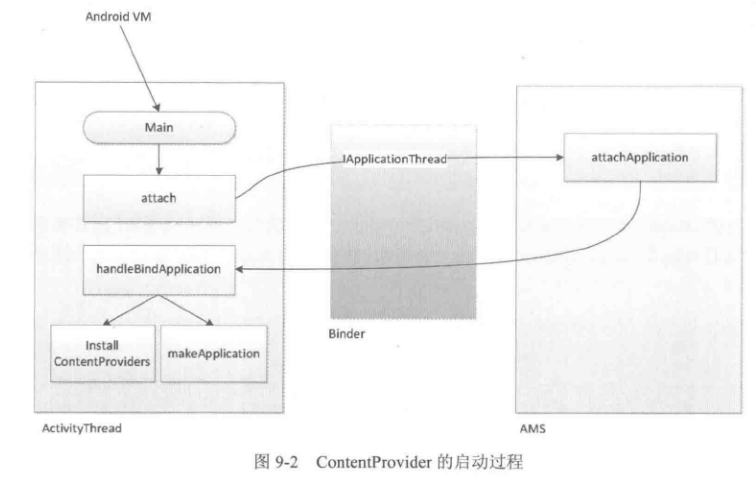 Android VM
Main
attach
IApplicationThread
attachApplication
handleBindApplication
Install
ContentProviders
makeApplication
Binder
ActivityThread
AMS
图 9-2 ContentProvider 的启动过程